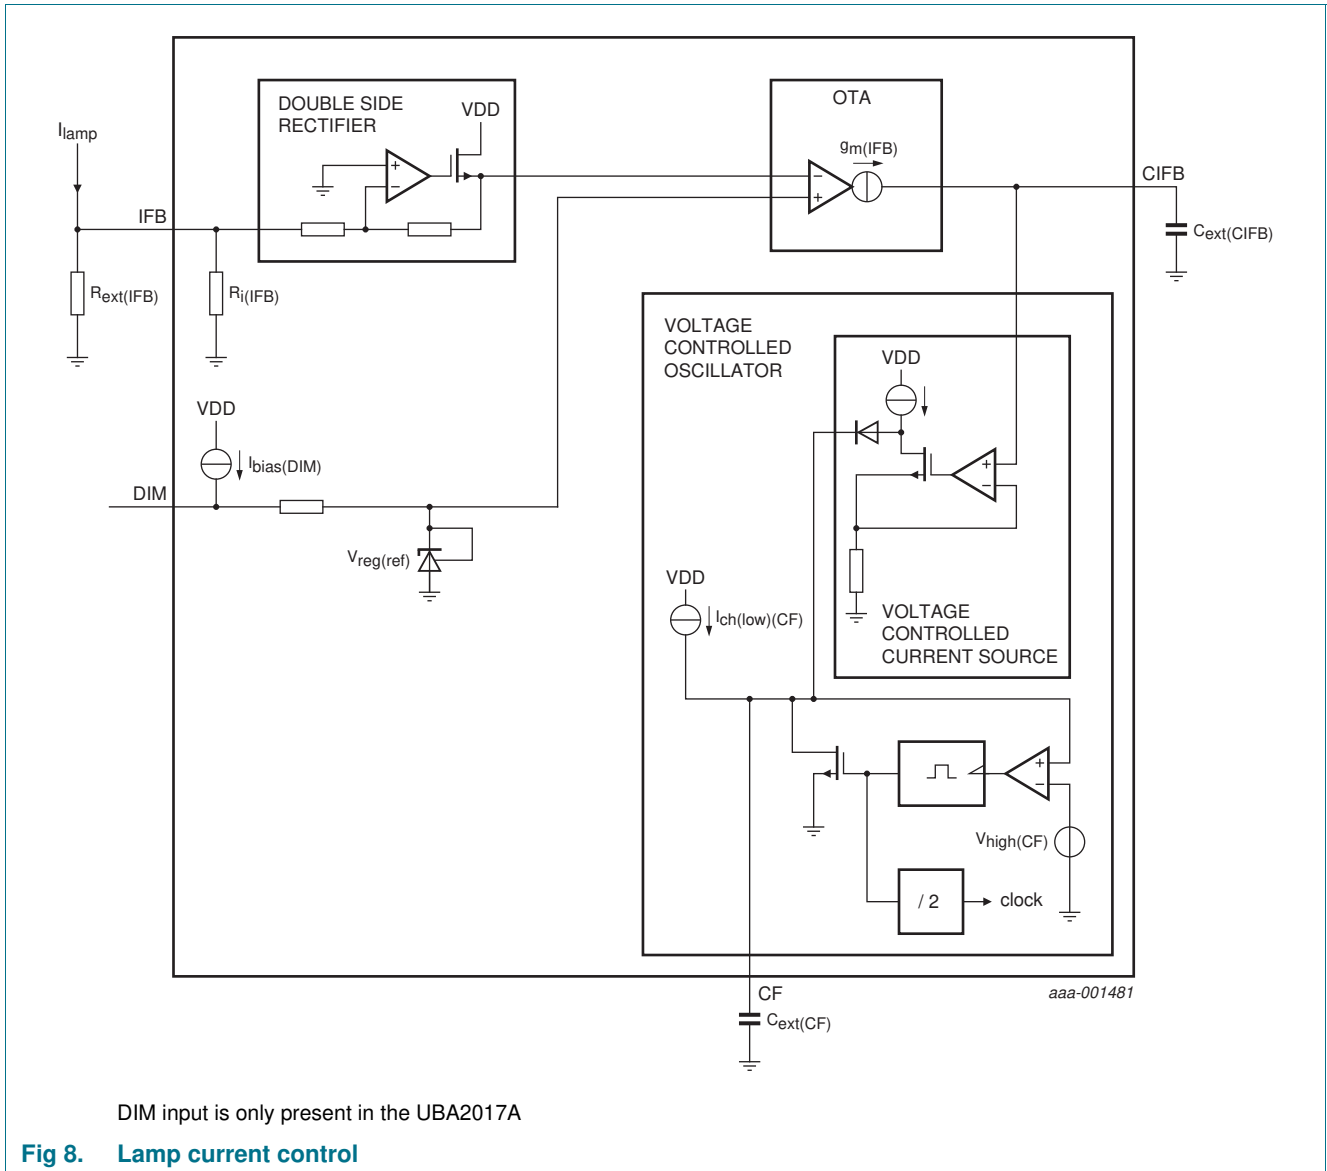 DOUBLE SIDE
RECTIFIER
VDD
OTA
Ilamp
gm(IFB)
CIFB
IFB
Cext(CIFB)
Rext(IFB)
Ri(IFB)
VOLTAGE
CONTROLLED
OSCILLATOR
VDD
VDD
Ibias(DIM)
DIM
Vreg(ref)
VDD
Ich(low)(CF)
VOLTAGE
CONTROLLED
CURRENT SOURCE
Vhigh(CF)
/ 2
clock
CF
aaa-001481
Cext(CF)
DIM input is only present in the UBA2017A
Fig 8. Lamp current control